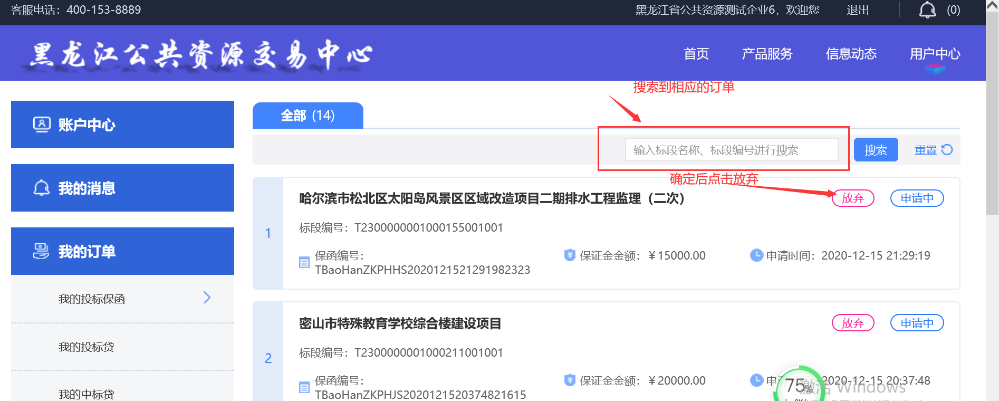 客服电话：400-153-8889
黑龙江省公共资源测试企业6，欢迎您 退出 (0)
黑龙江公共资源交易中心
首页 产品服务 信息动态 用户中心
搜索到相应的订单
账户中心
全部 (14)
输入标段名称、标段编号进行搜索 搜索 重置
确定后点击放弃
我的消息
哈尔滨市松北区太阳岛风景区区域改造项目二期排水工程监理（二次） 放弃 申请中
1
标段编号：T2300000001000155001001
我的订单
保函编号：
TBaoHanZKPHHS2020121521291982323
保证金金额：￥15000.00
申请时间：2020-12-15 21:29:19
我的投标保函
密山市特殊教育学校综合楼建设项目 放弃 申请中
我的投标贷
2
标段编号：T2300000001000211001001
我的中标贷
保函编号：
TBaoHanZKPHJS2020121520374821615
保证金金额：￥20000.00
申 2020-12-15 20:37:48
75%
激活 Windows